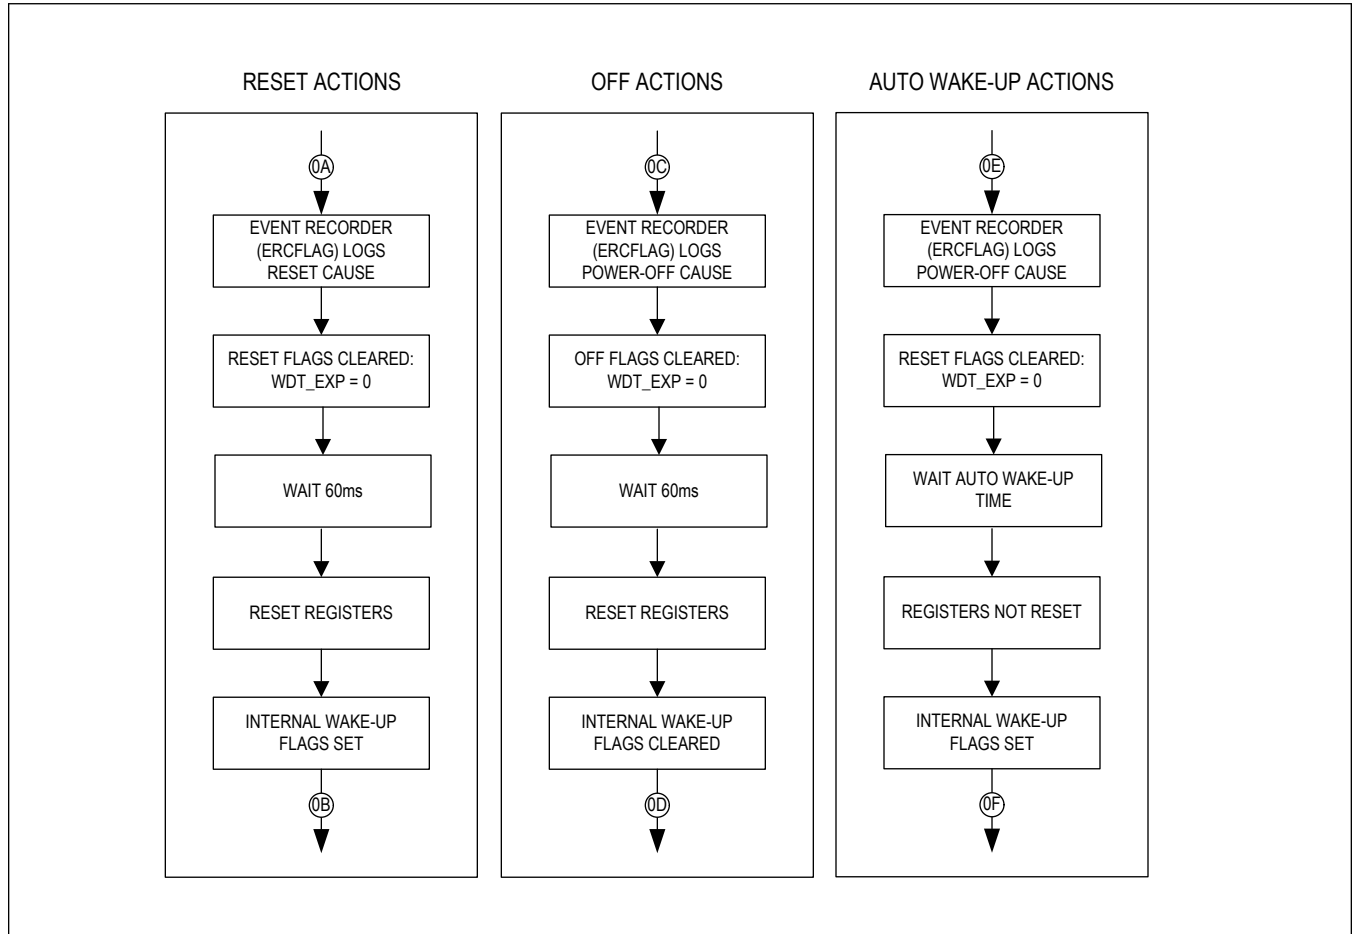 RESET ACTIONS
0A
EVENT RECORDER
(ERCFLAG) LOGS
RESET CAUSE
RESET FLAGS CLEARED:
WDT_EXP = 0
WAIT 60ms
RESET REGISTERS
INTERNAL WAKE-UP
FLAGS SET
0B
OFF ACTIONS
0C
EVENT RECORDER
(ERCFLAG) LOGS
POWER-OFF CAUSE
OFF FLAGS CLEARED:
WDT_EXP = 0
WAIT 60ms
RESET REGISTERS
INTERNAL WAKE-UP
FLAGS CLEARED
0D
AUTO WAKE-UP ACTIONS
0E
EVENT RECORDER
(ERCFLAG) LOGS
POWER-OFF CAUSE
RESET FLAGS CLEARED:
WDT_EXP = 0
WAIT AUTO WAKE-UP
TIME
REGISTERS NOT RESET
INTERNAL WAKE-UP
FLAGS SET
0F